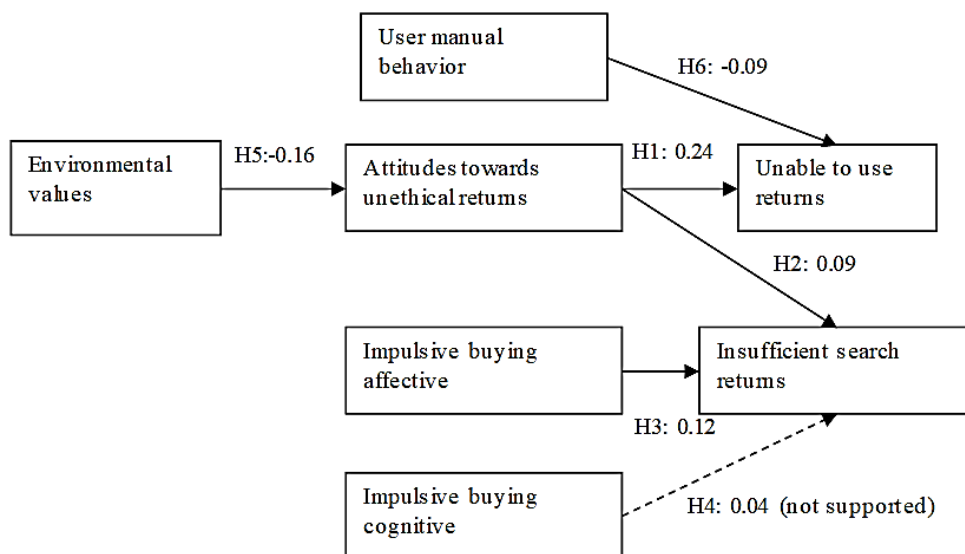 User manual
behavior
H6: -0.09
Environmental
values
H5:-0.16
Attitudes towards
unethical returns
H1: 0.24
Unable to use
returns
H2: 0.09
Impulsive buying
affective
Insufficient search
returns
H3: 0.12
Impulsive buying
cognitive
H4: 0.04 (not supported)